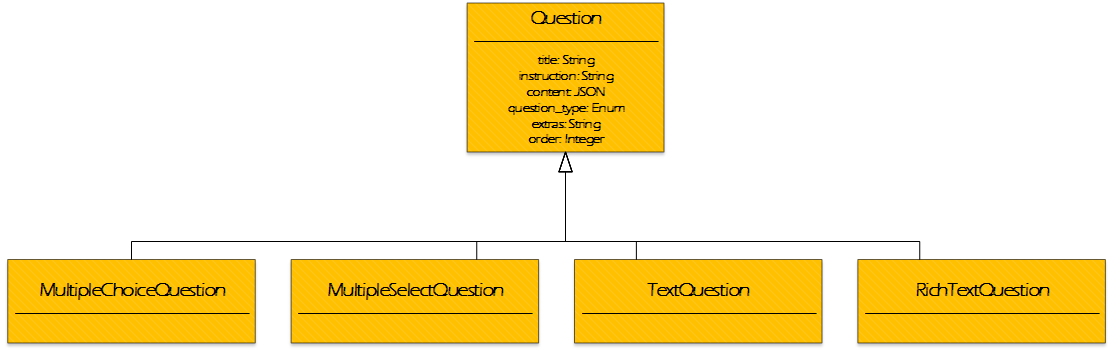 Question
title: String
instruction: String
content: JSON
question_type: Enum
extras: String
order: Integer
MultipleChoiceQuestion
MultipleSelectQuestion
TextQuestion
RichTextQuestion